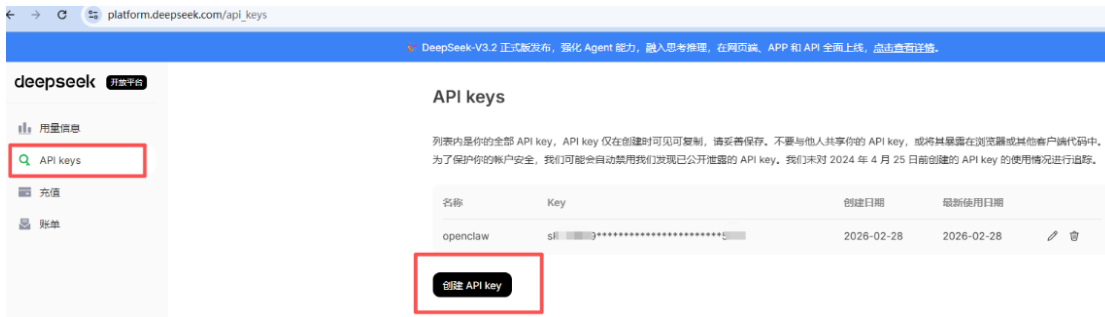 platform.deepseek.com/api_keys
DeepSeek-V3.2 正式版发布，强化 Agent 能力，融入思考推理，在网页端、APP 和 API 全面上线，点击查看详情。
deepseek 开放平台
用量信息
API keys
充值
账单
API keys
列表内是你的全部 API key，API key 仅在创建时可见可复制，请妥善保存。不要与他人共享你的 API key，或将其暴露在浏览器或其他客户端代码中。
为了保护你的帐户安全，我们可能会自动禁用我们发现已公开泄露的 API key。我们未对 2024 年 4 月 25 日前创建的 API key 的使用情况进行追踪。
名称 Key 创建日期 最新使用日期
openclaw 2026-02-28 2026-02-28
创建 API key